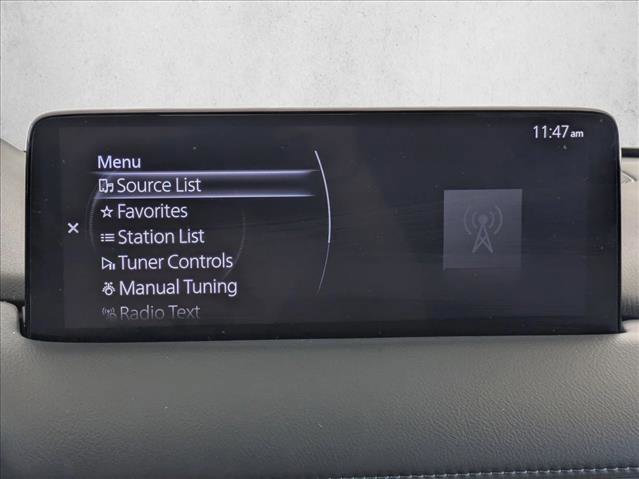 11:47 am
Menu
Source List
Favorites
Station List
Tuner Controls
Manual Tuning
Radio Text